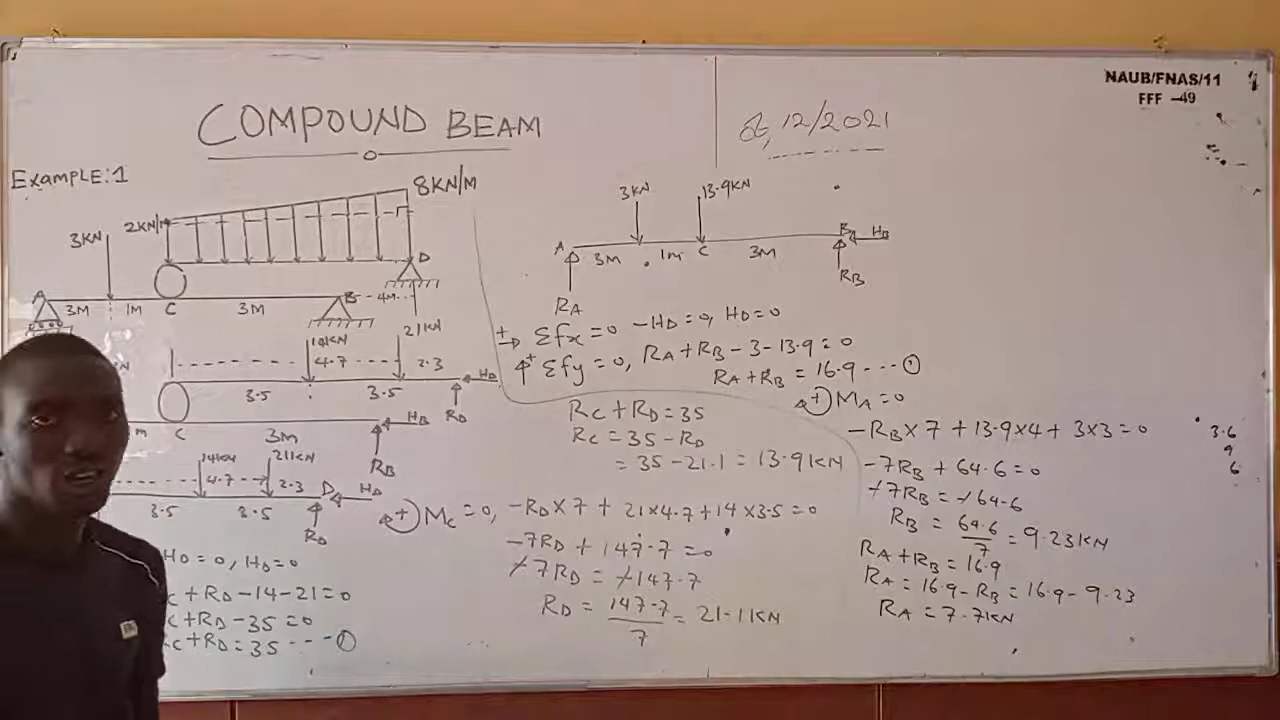 NAUB/FNAS/11
FFF -49
COMPOUND BEAM
12/2021
Example:1
8KN/M
2KN/M
3KN
D
A
B
4M
3M
1M
C
3M
14KN
21KN
4.7
2.3
3.5
3.5
HD
RD
m
C
3M
HB
RB
14KN
21KN
4.7
2.3
D
HD
3.5
3.5
RD
HD=0, HD=0
c+RD-14-21=0
c+RD-35=0
c+RD=35 ---- ①
3KN
13.9KN
A
3M
1m
C
3M
B
HB
RA
RB
+→ Σfx=0 -HD=0, HD=0
↑+ Σfy=0, RA+RB-3-13.9=0
RA+RB=16.9 --- ①
RC+RD=35
RC=35-RD
=35-21.1=13.9KN
+ MC=0, -RD×7+21×4.7+14×3.5=0
-7RD+147.7=0
-7RD=-147.7
RD=147.7/7=21.1KN
+ MA=0
-RB×7+13.9×4+3×3=0
-7RB+64.6=0
-7RB=-64.6
RB=64.6/7=9.23KN
RA+RB=16.9
RA=16.9-RB=16.9-9.23
RA=7.7KN
3.6
9
6